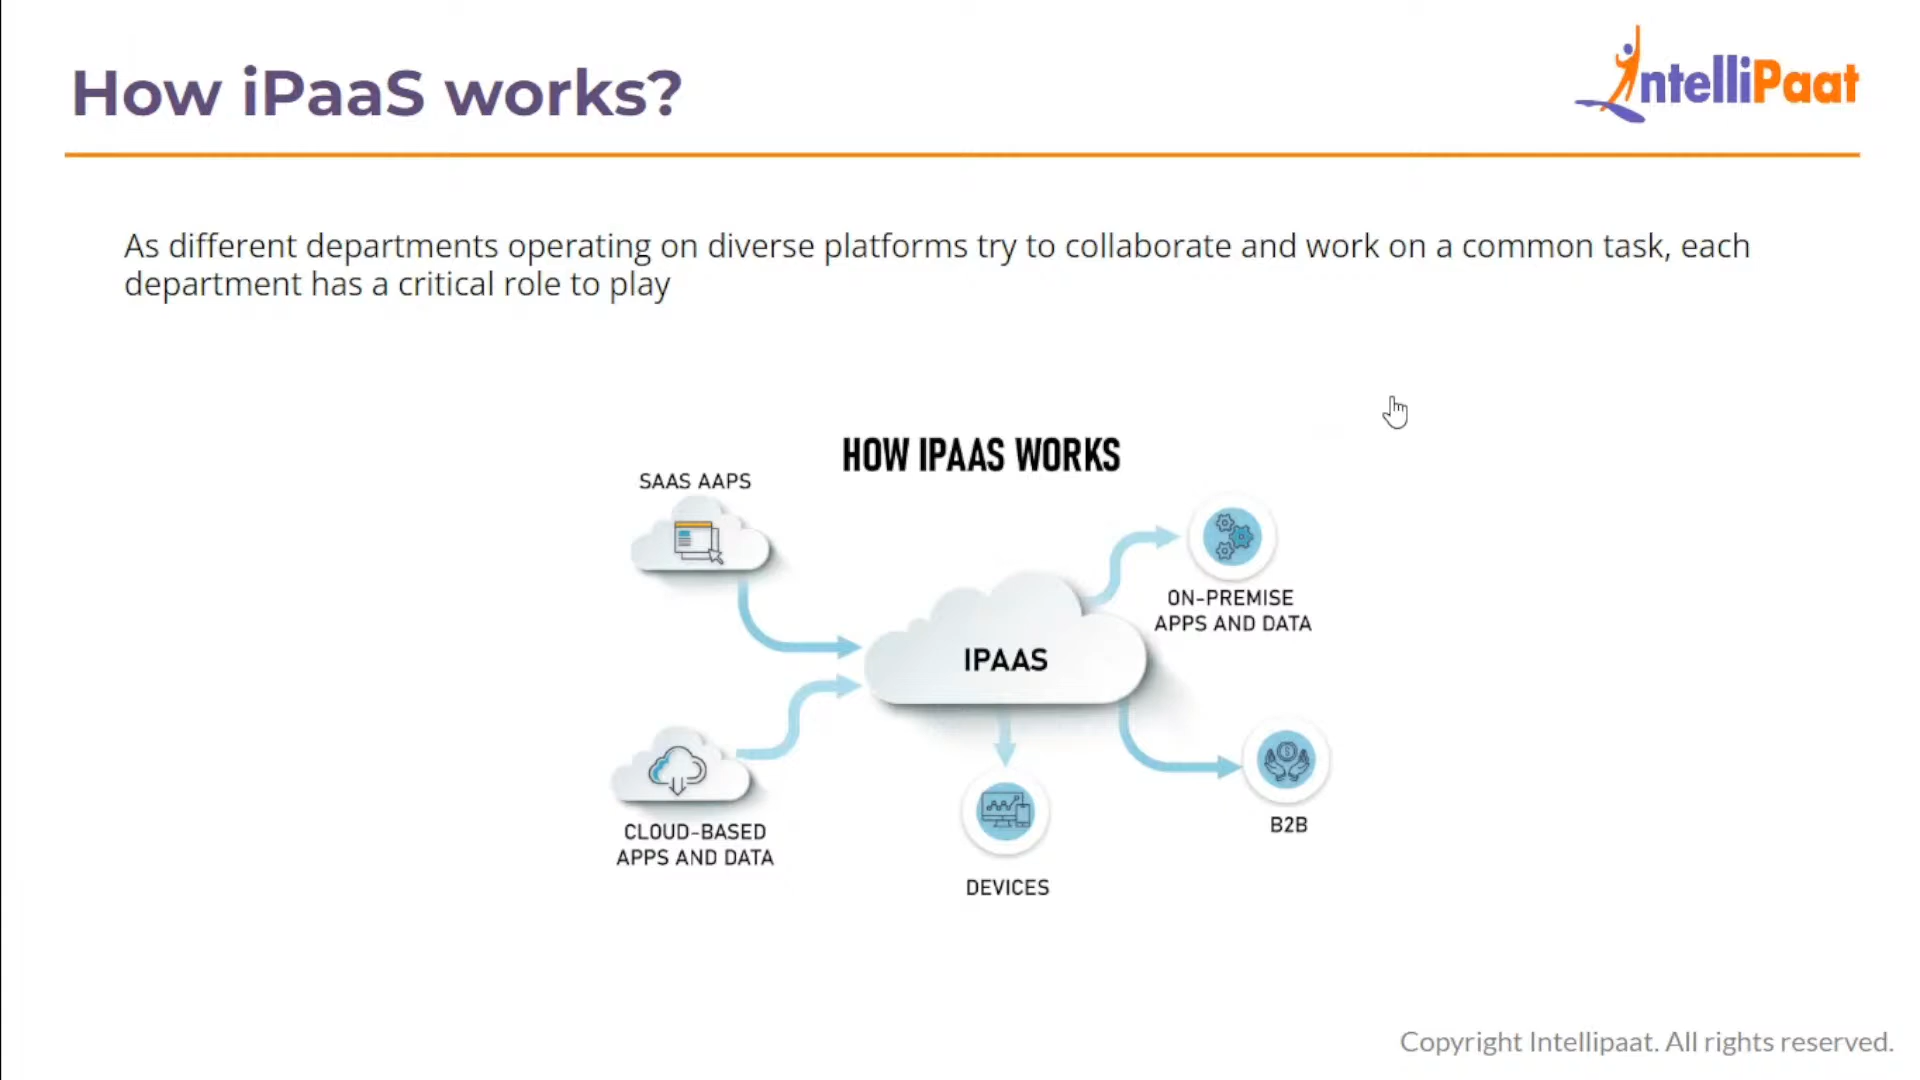 How iPaaS works?
IntelliPaat
As different departments operating on diverse platforms try to collaborate and work on a common task, each
department has a critical role to play
HOW IPAAS WORKS
SAAS AAPS
ON-PREMISE
APPS AND DATA
IPAAS
CLOUD-BASED
APPS AND DATA
B2B
DEVICES
Copyright Intellipaat. All rights reserved.